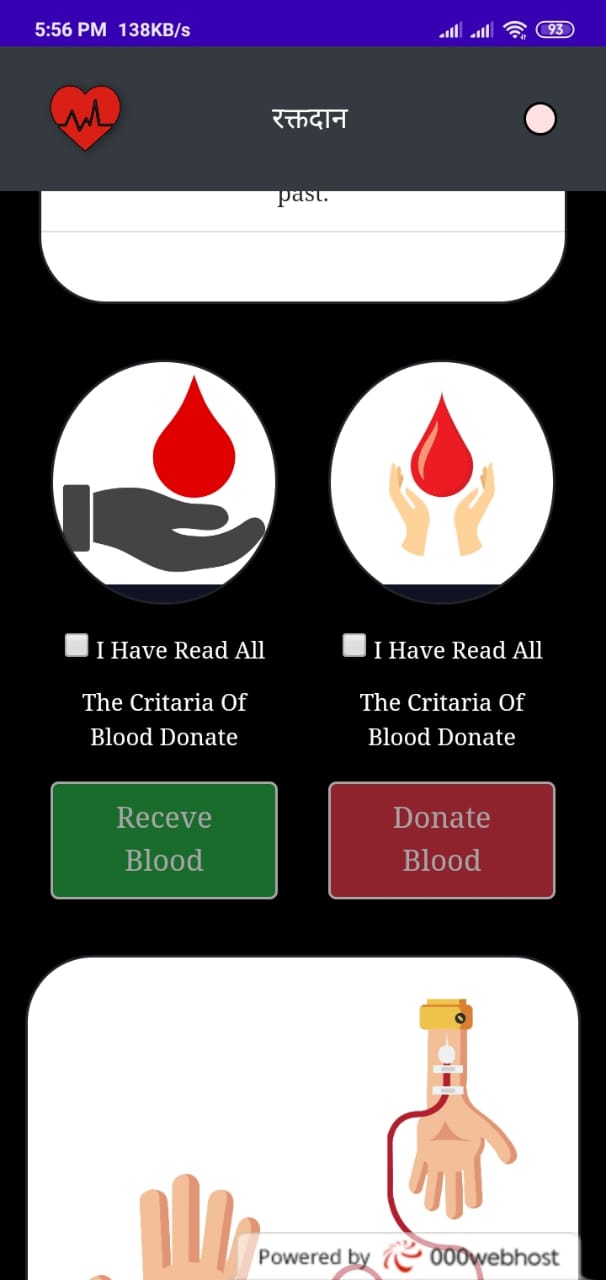 5:56 PM 138KB/s
93
रक्तदान
past.
I Have Read All
The Critaria Of
Blood Donate
I Have Read All
The Critaria Of
Blood Donate
Receve
Blood
Donate
Blood
Powered by 000webhost